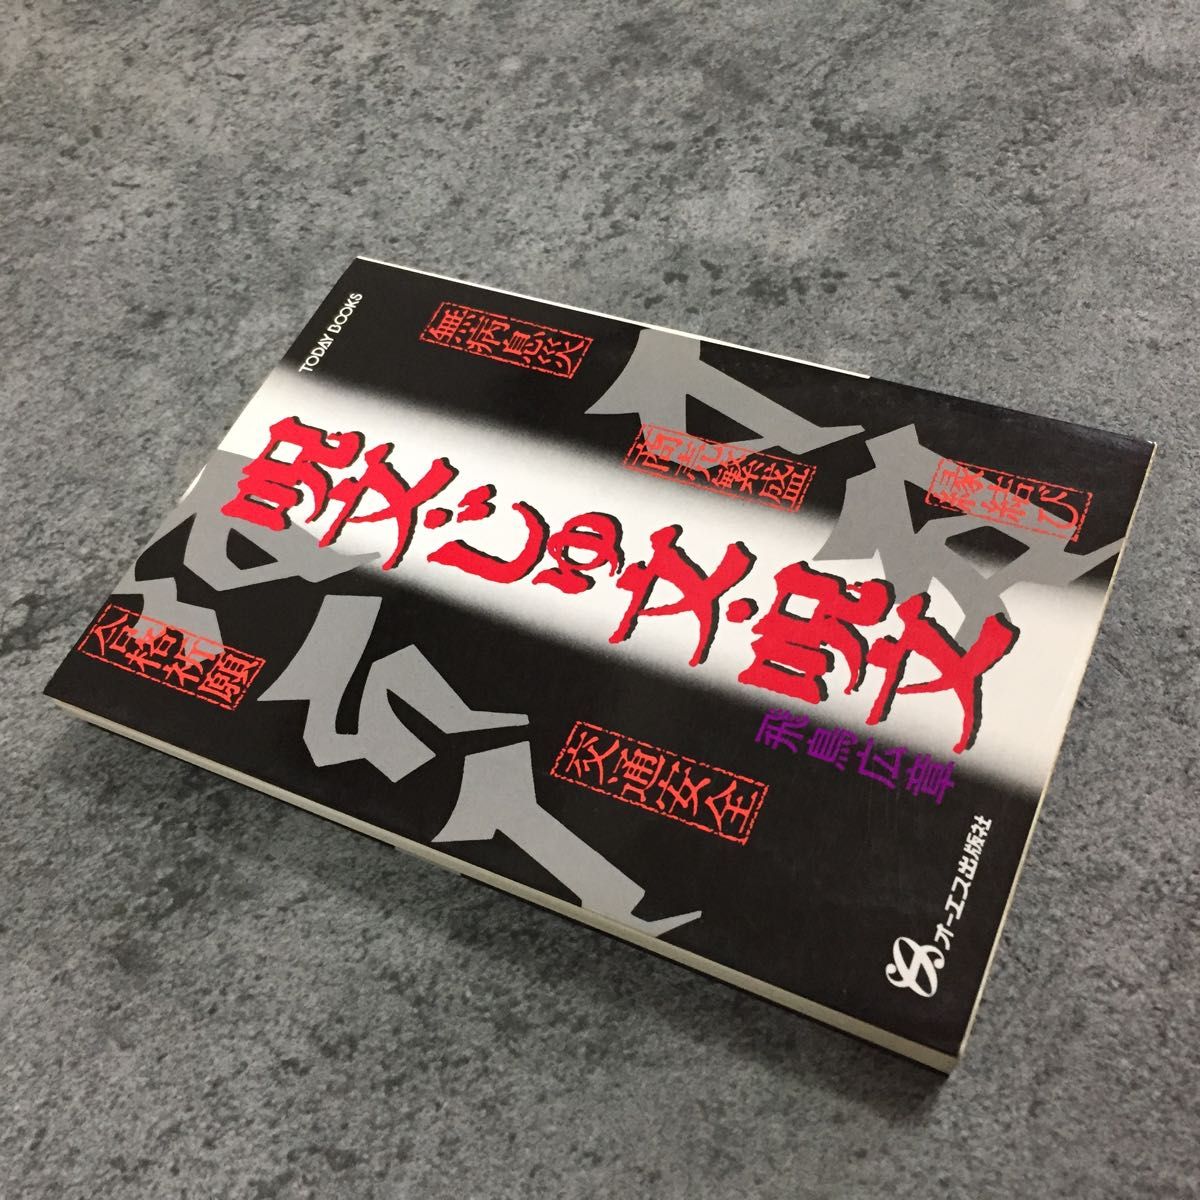 TODAY BOOKS
無病息災
商売繁盛
縁結び
呪文・じゅ文・呪文
合格祈願
交通安全
飛鳥広章
オーエス出版社